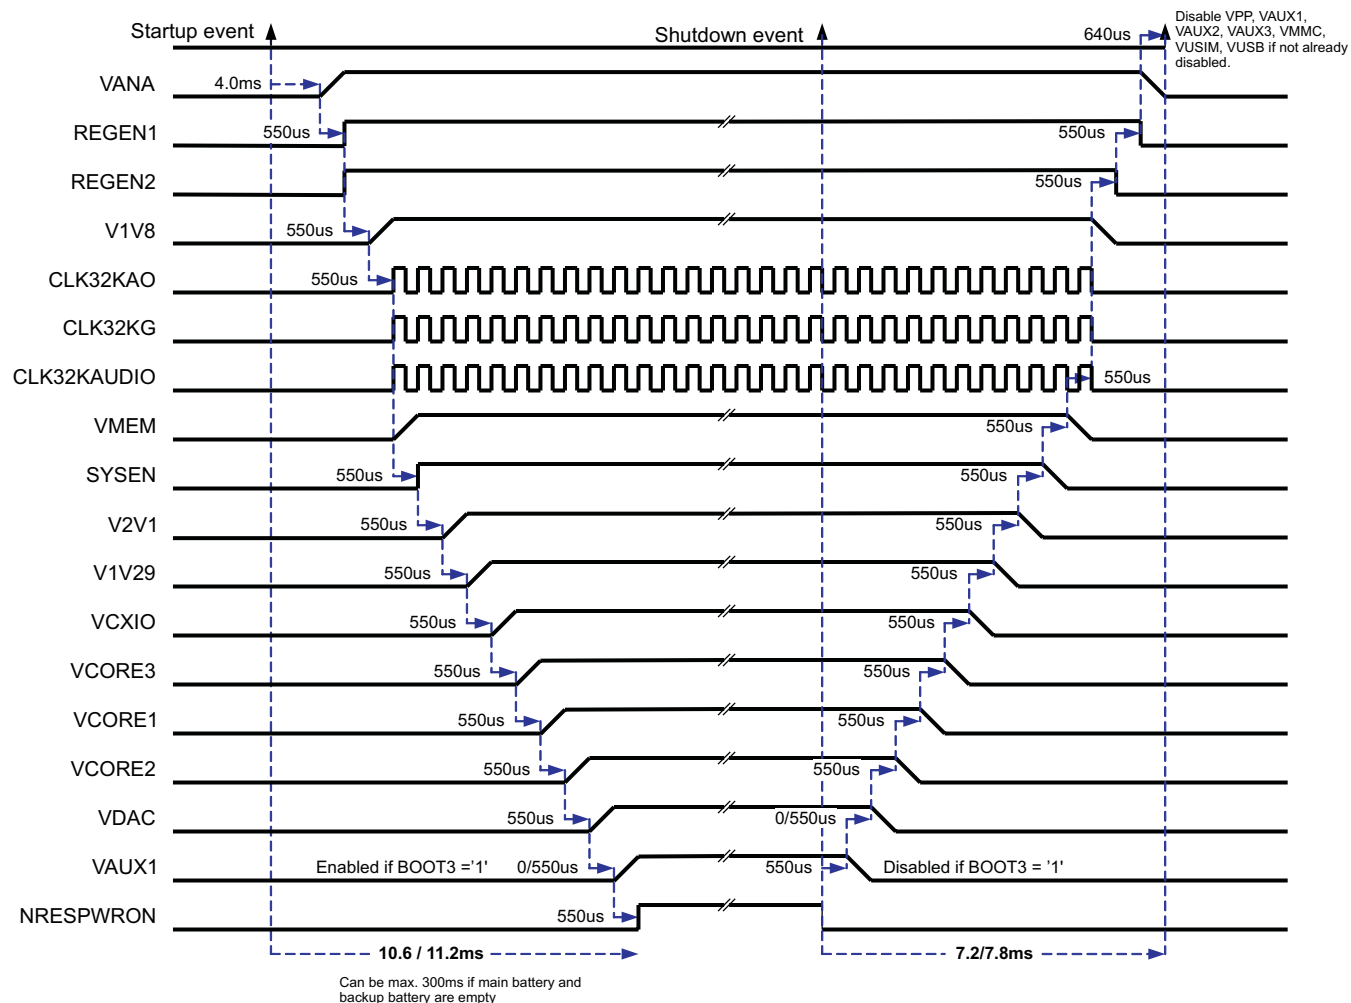 Startup event
Shutdown event
640us
Disable VPP, VAUX1,
VAUX2, VAUX3, VMMC,
VUSIM, VUSB if not already
disabled.
VANA
4.0ms
REGEN1
550us
550us
REGEN2
550us
V1V8
550us
CLK32KAO
550us
CLK32KG
CLK32KAUDIO
550us
VMEM
550us
SYSEN
550us
550us
V2V1
550us
550us
V1V29
550us
550us
VCXIO
550us
550us
VCORE3
550us
550us
VCORE1
550us
550us
VCORE2
550us
550us
VDAC
550us
0/550us
VAUX1
Enabled if BOOT3 ='1'
0/550us
550us
Disabled if BOOT3 = '1'
NRESPWRON
550us
10.6 / 11.2ms
7.2/7.8ms
Can be max. 300ms if main battery and
backup battery are empty